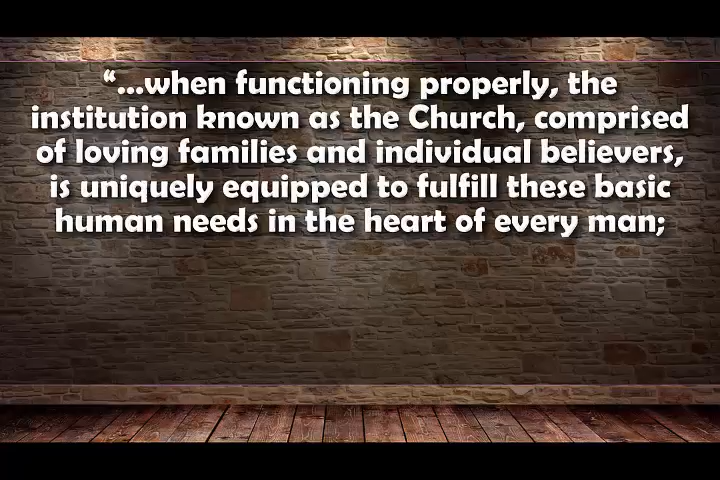 “...when functioning properly, the
institution known as the Church, comprised
of loving families and individual believers,
is uniquely equipped to fulfill these basic
human needs in the heart of every man;